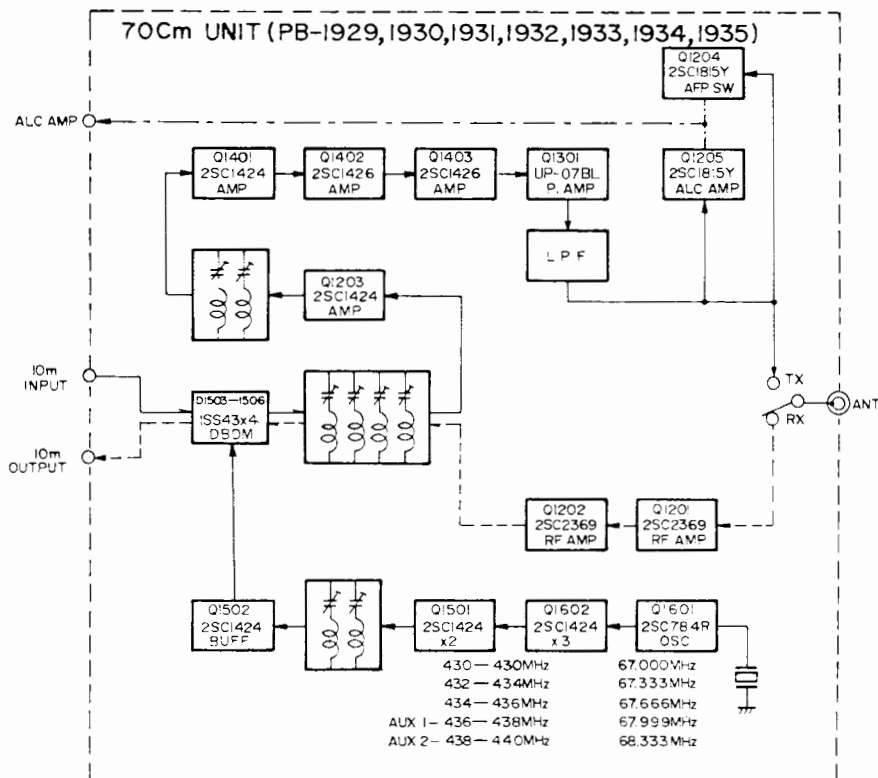 70Cm UNIT (PB-1929, 1930, 1931, 1932, 1933, 1934, 1935)
Q1204
2SC1815Y
AFP SW
ALC AMP
Q1401
2SC1424
AMP
Q1402
2SC1426
AMP
Q1403
2SC1426
AMP
Q1301
UP-07BL
P. AMP
Q1205
2SC1815Y
ALC AMP
L.P.F
Q1203
2SC1424
AMP
10m
INPUT
D1503-1506
1SS43x4
DBDM
TX
RX
ANT
10m
OUTPUT
Q1202
2SC2369
RF AMP
Q1201
2SC2369
RF AMP
Q1502
2SC1424
BUFF
Q1501
2SC1424
x2
Q1602
2SC1424
x3
Q1601
2SC784R
OSC
430-430MHz 67.000MHz
432-434MHz 67.333MHz
434-436MHz 67.666MHz
AUX 1-436-438MHz 67.999MHz
AUX 2-438-440MHz 68.333MHz